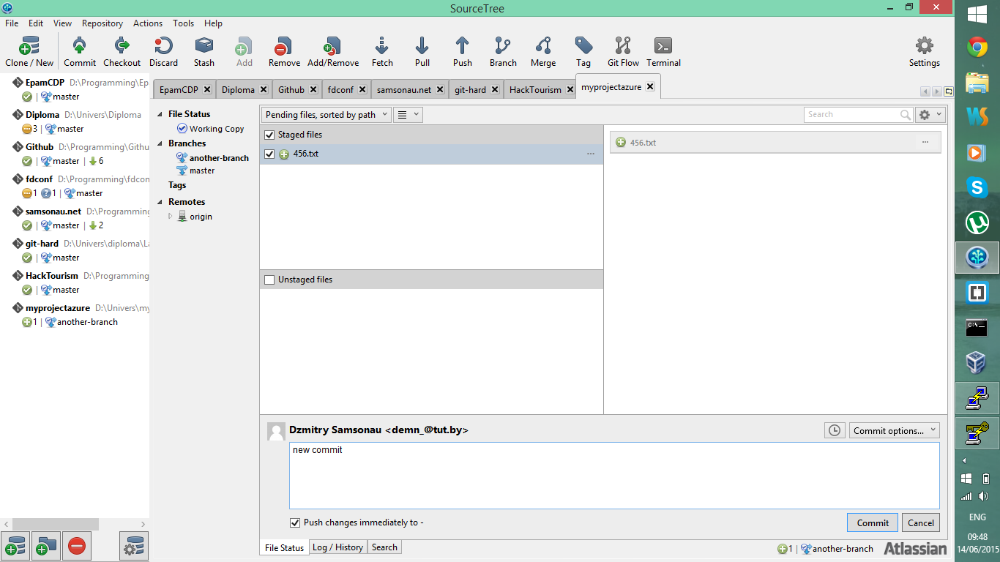 SourceTree
File Edit View Repository Actions Tools Help
Clone / New Commit Checkout Discard Stash Add Remove Add/Remove Fetch Pull Push Branch Merge Tag Git Flow Terminal Settings
EpamCDP D:\Programming\Ep
master
Diploma D:\Univers\Diploma
3 | master
Github D:\Programming\Githu
master | 6
fdconf D:\Programming\fdcon
1 1 | master
samsonau.net D:\Programming
master | 2
git-hard D:\Univers\diploma\La
master
HackTourism D:\Programming
master
myprojectazure D:\Univers\my
1 | another-branch
EpamCDP Diploma Github fdconf samsonau.net git-hard HackTourism myprojectazure
File Status
Working Copy
Branches
another-branch
master
Tags
Remotes
origin
Pending files, sorted by path
Search
Staged files
456.txt ...
456.txt ...
Unstaged files
Dzmitry Samsonau <demn_@tut.by>
Commit options...
new commit
Push changes immediately to -
Commit Cancel
File Status Log / History Search
1 | another-branch Atlassian
C:\
ENG
09:48
14/06/2015